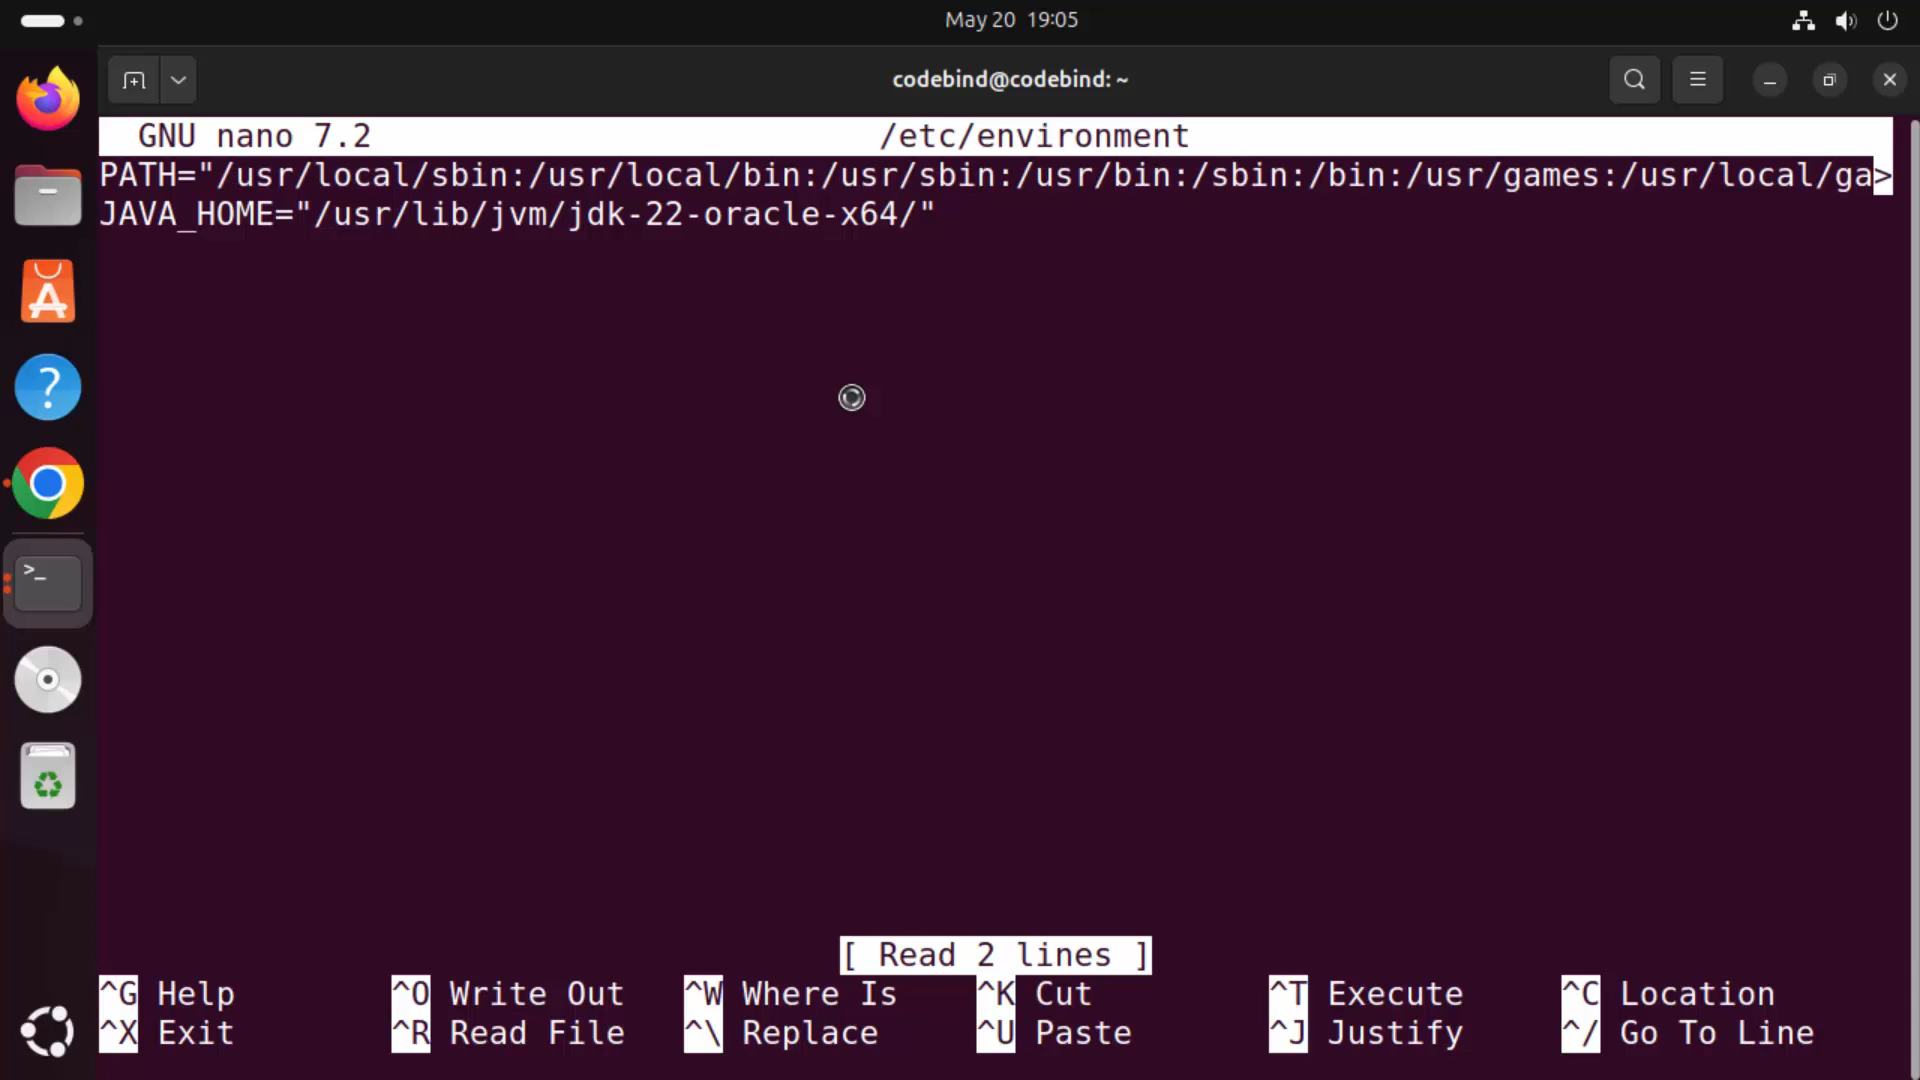 May 20 19:05
codebind@codebind: ~
GNU nano 7.2 /etc/environment
PATH="/usr/local/sbin:/usr/local/bin:/usr/sbin:/usr/bin:/sbin:/bin:/usr/games:/usr/local/ga>
JAVA_HOME="/usr/lib/jvm/jdk-22-oracle-x64/"
>_
?
[ Read 2 lines ]
^G Help ^O Write Out ^W Where Is ^K Cut ^T Execute ^C Location
^X Exit ^R Read File ^\ Replace ^U Paste ^J Justify ^/ Go To Line